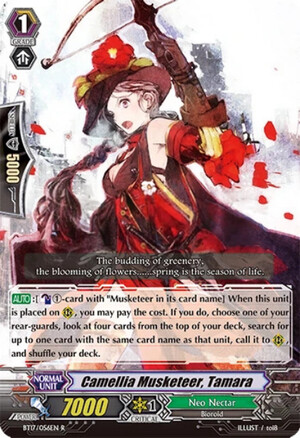 1
GRADE
5000
The budding of greenery,
the blooming of flowers......spring is the season of life.
AUTO :[ 1 -card with "Musketeer in its card name] When this unit
is placed on R , you may pay the cost. If you do, choose one of your
rear-guards, look at four cards from the top of your deck, search for
up to one card with the same card name as that unit, call it to R
and shuffle your deck.
NORMAL
UNIT
Camellia Musketeer, Tamara
POWER
7000
1
CRITICAL
Neo Nectar
Bioroid
BT17/056EN R
ILLUST / toi8